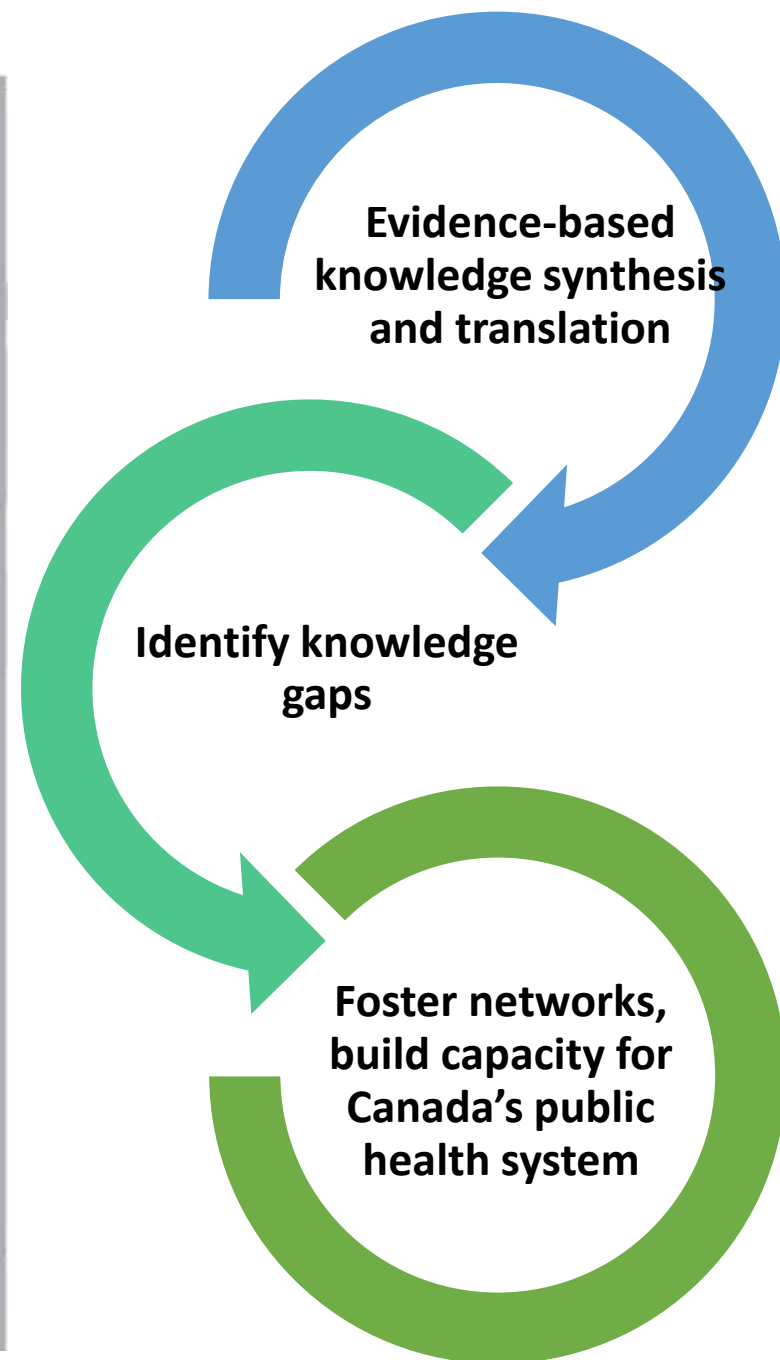 Evidence-based
knowledge synthesis
and translation
Identify knowledge
gaps
Foster networks,
build capacity for
Canada’s public
health system